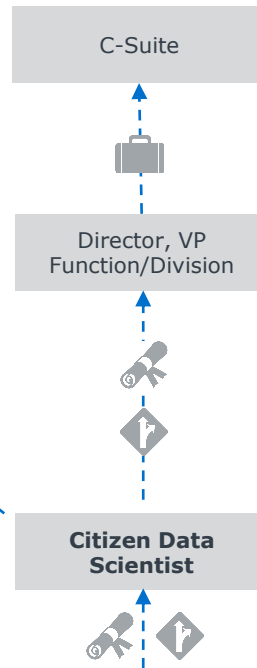 C-Suite
Director, VP
Function/Division
Citizen Data
Scientist